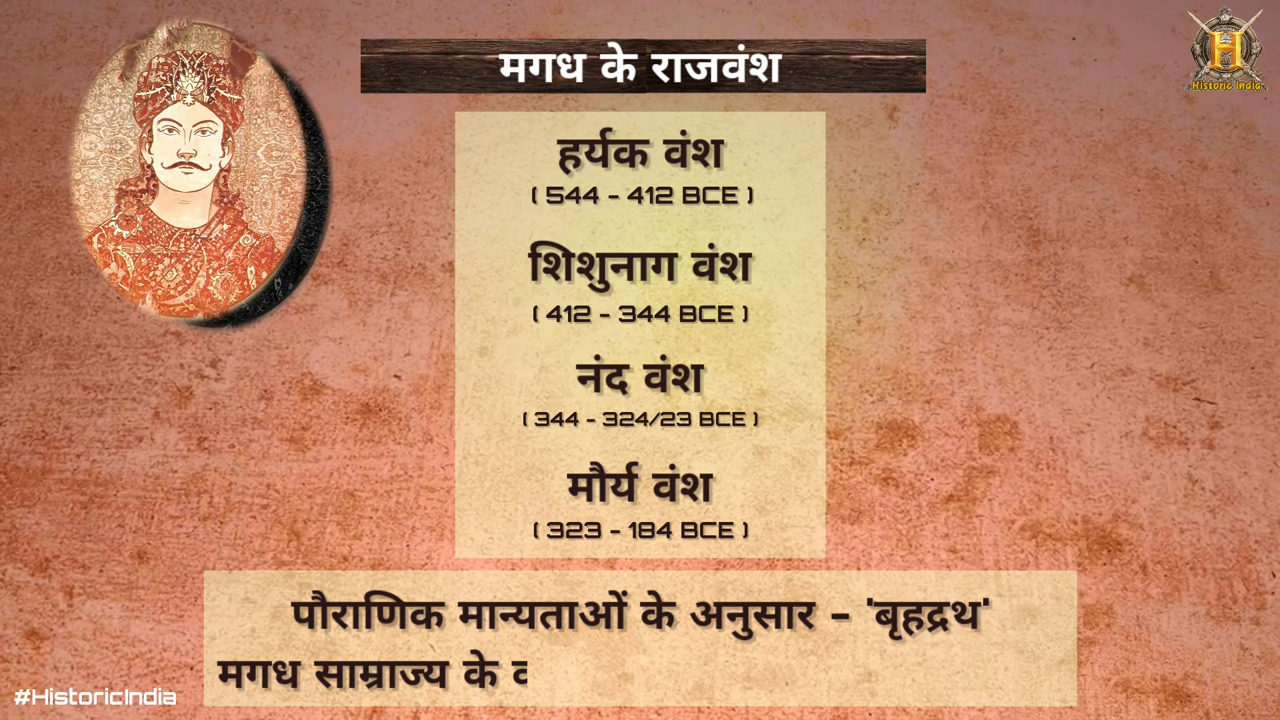 मगध के राजवंश
H
Historic India
हर्यक वंश
( 544 - 412 BCE )
शिशुनाग वंश
( 412 - 344 BCE )
नंद वंश
( 344 - 324/23 BCE )
मौर्य वंश
( 323 - 184 BCE )
पौराणिक मान्यताओं के अनुसार - 'बृहद्रथ'
मगध साम्राज्य के
#HistoricIndia